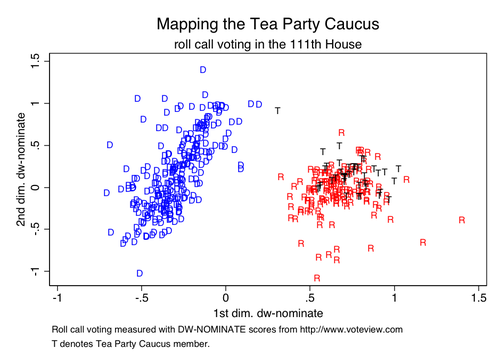 Mapping the Tea Party Caucus
roll call voting in the 111th House
2nd dim. dw-nominate
1.5
1
.5
0
-.5
-1
-1
-.5
0
.5
1
1.5
1st dim. dw-nominate
Roll call voting measured with DW-NOMINATE scores from http://www.voteview.com
T denotes Tea Party Caucus member.